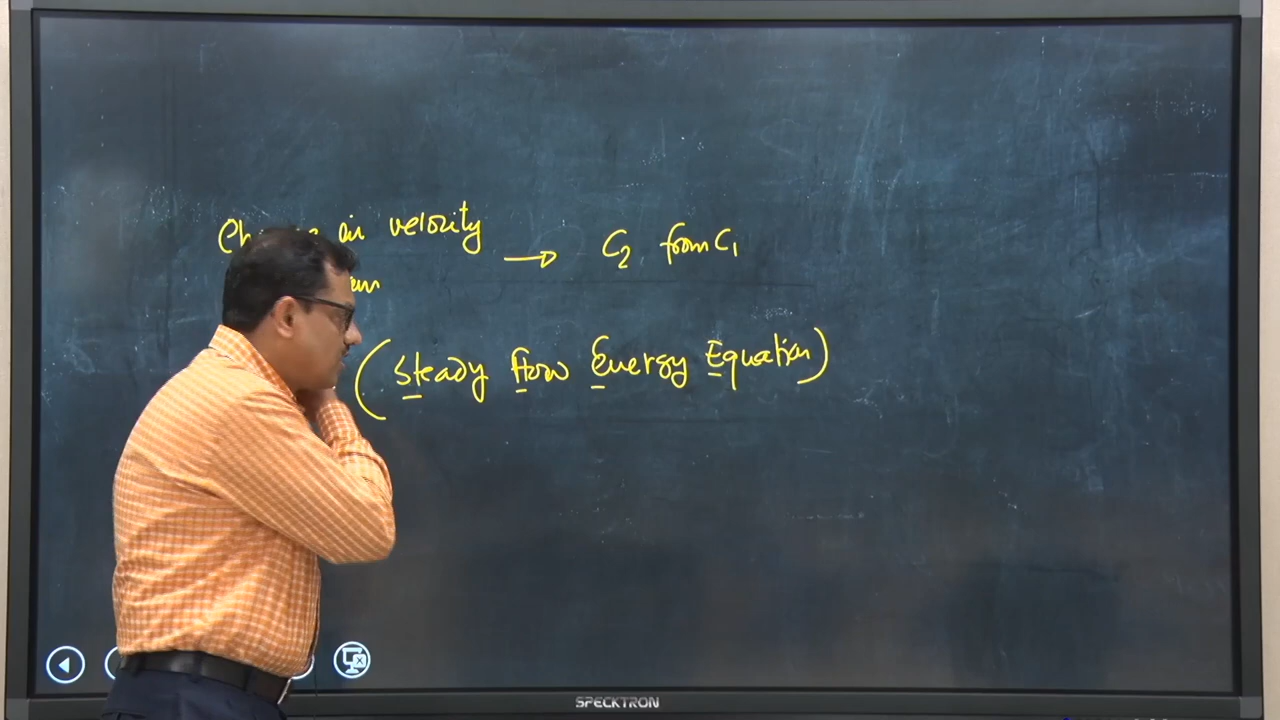 in velocity → C2 from C1
(Steady Flow Energy Equation)
SPECKTRON